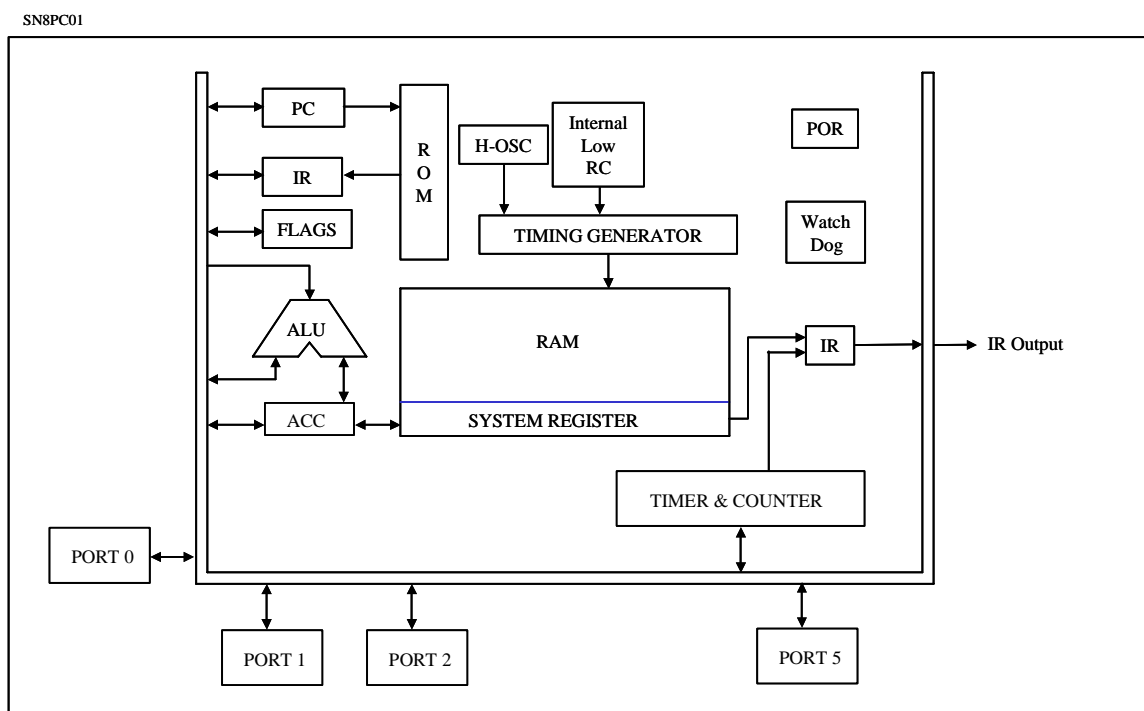 SN8PC01
PC
IR
FLAGS
R
O
M
H-OSC
Internal
Low
RC
TIMING GENERATOR
POR
Watch
Dog
ALU
ACC
RAM
SYSTEM REGISTER
IR
IR Output
TIMER & COUNTER
PORT 0
PORT 1
PORT 2
PORT 5